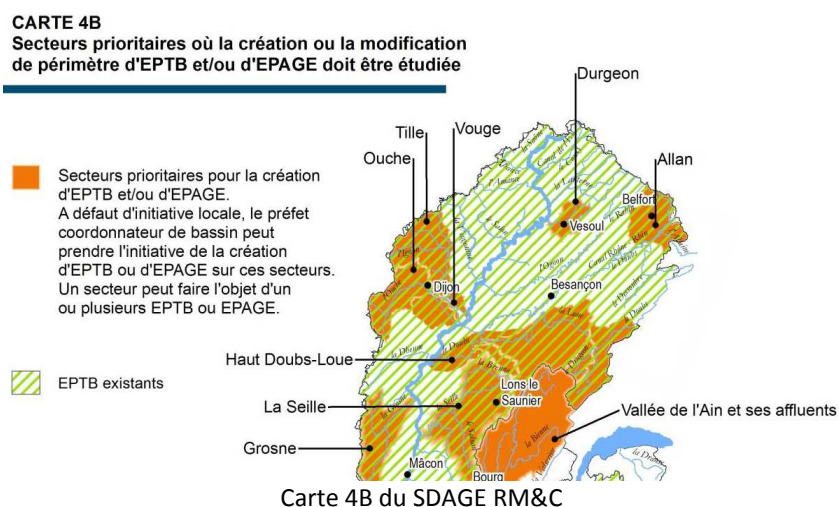 CARTE 4B
Secteurs prioritaires où la création ou la modification
de périmètre d'EPTB et/ou d'EPAGE doit être étudiée
Secteurs prioritaires pour la création
d'EPTB et/ou d'EPAGE.
A défaut d'initiative locale, le préfet
coordonnateur de bassin peut
prendre l'initiative de la création
d'EPTB ou d'EPAGE sur ces secteurs.
Un secteur peut faire l'objet d'un
ou plusieurs EPTB ou EPAGE.
EPTB existants
Durgeon
Tille
Vouge
Ouche
Allan
Belfort
Vesoul
Dijon
Besançon
Haut Doubs-Loue
Lons-le
Saunier
La Seille
Vallée de l'Ain et ses affluents
Grosne
Mâcon
Bourg
Carte 4B du SDAGE RM&C